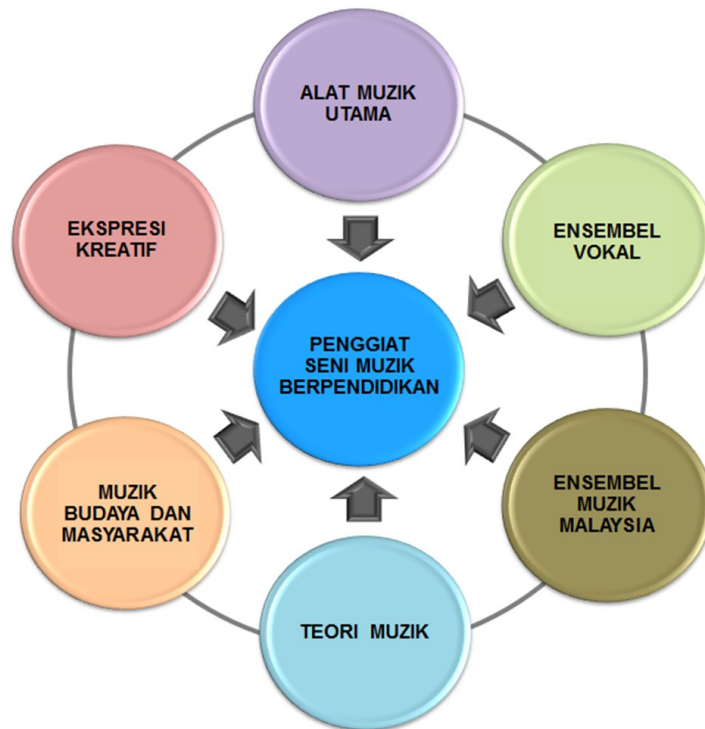 ALAT MUZIK
UTAMA
EKSPRESI
KREATIF
ENSEMBEL
VOKAL
PENGGIAT
SENI MUZIK
BERPENDIDIKAN
MUZIK
BUDAYA DAN
MASYARAKAT
ENSEMBEL
MUZIK
MALAYSIA
TEORI MUZIK